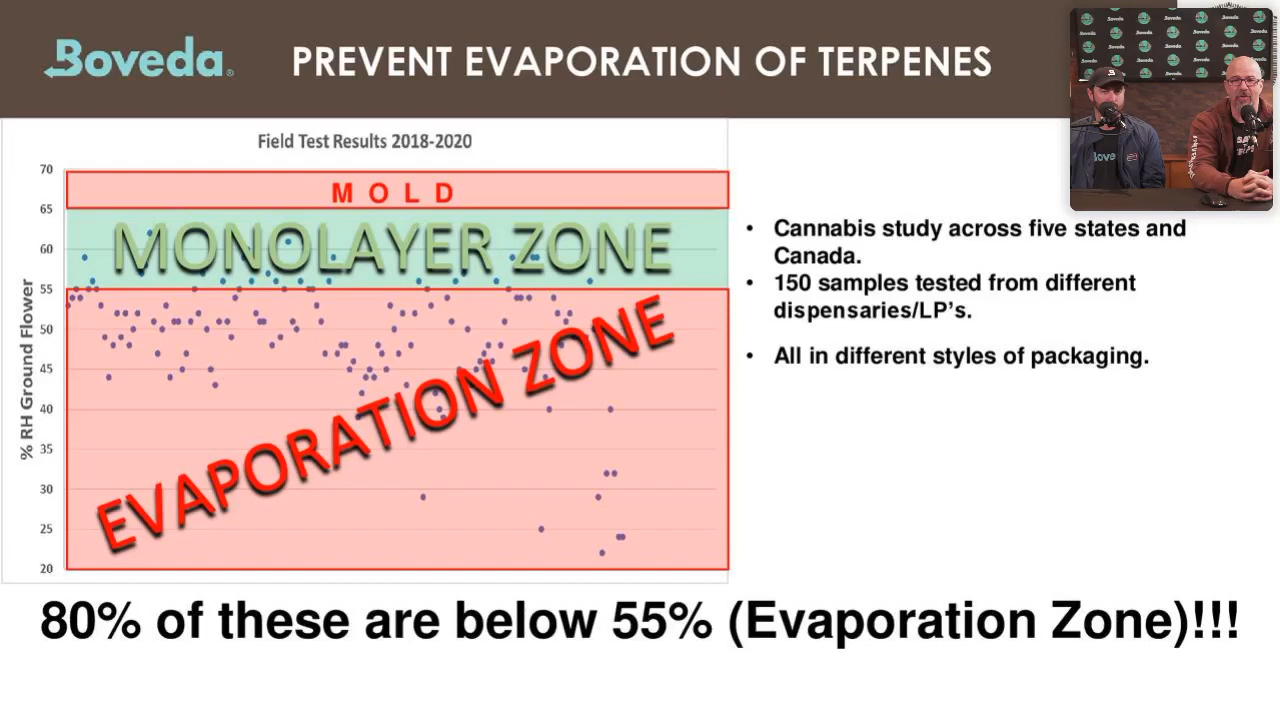 Boveda®
PREVENT EVAPORATION OF TERPENES
Field Test Results 2018-2020
% RH Ground Flower
70
65
60
55
50
45
40
35
30
25
20
MOLD
MONOLAYER ZONE
EVAPORATION ZONE
• Cannabis study across five states and
Canada.
• 150 samples tested from different
dispensaries/LP’s.
• All in different styles of packaging.
80% of these are below 55% (Evaporation Zone)!!!